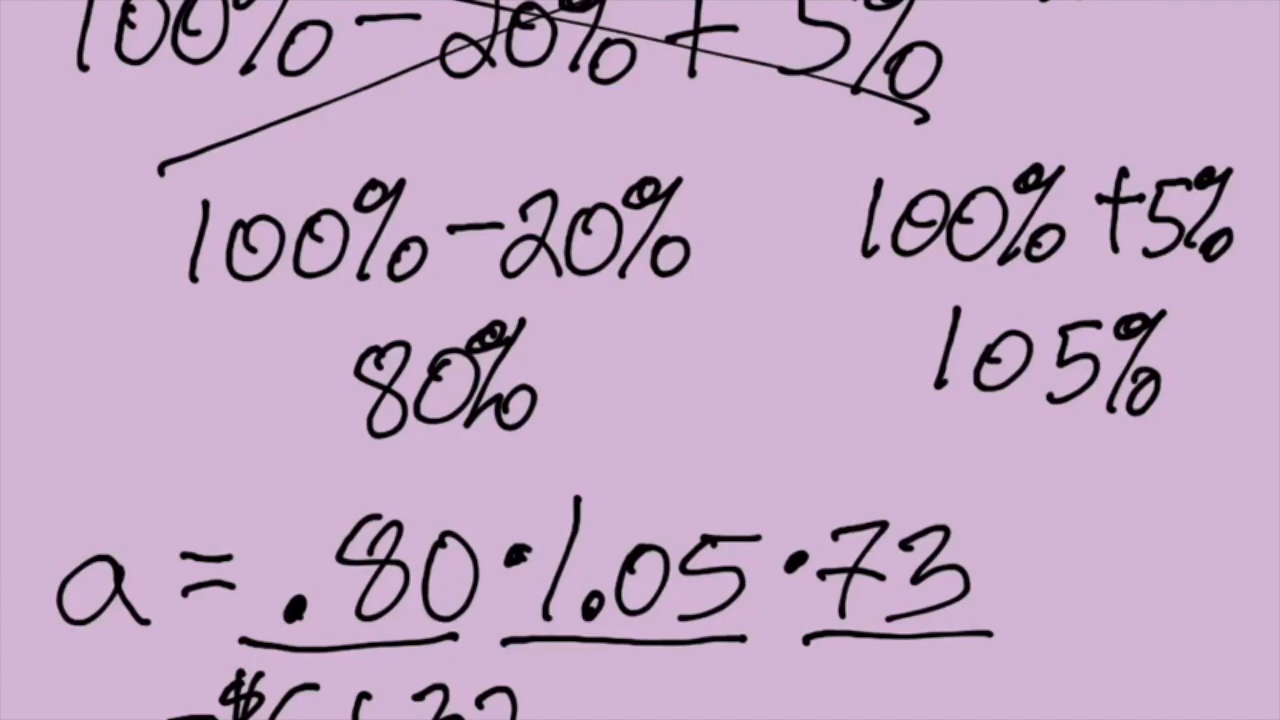 100% - 20% + 5%
100% - 20% 100% + 5%
80% 105%
a = .80 · 1.05 · 73